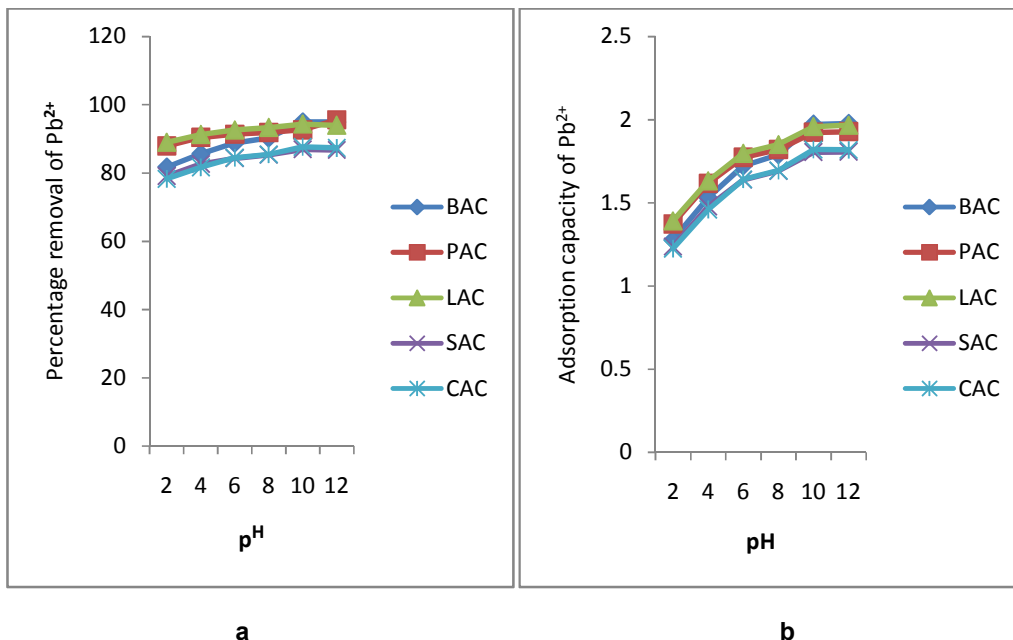 120
100
80
60
40
20
0
Percentage removal of Pb²⁺
2 4 6 8 10 12
pᴴ
BAC
PAC
LAC
SAC
CAC
2.5
2
1.5
1
0.5
0
Adsorption capacity of Pb²⁺
2 4 6 8 10 12
pH
BAC
PAC
LAC
SAC
CAC
a
b